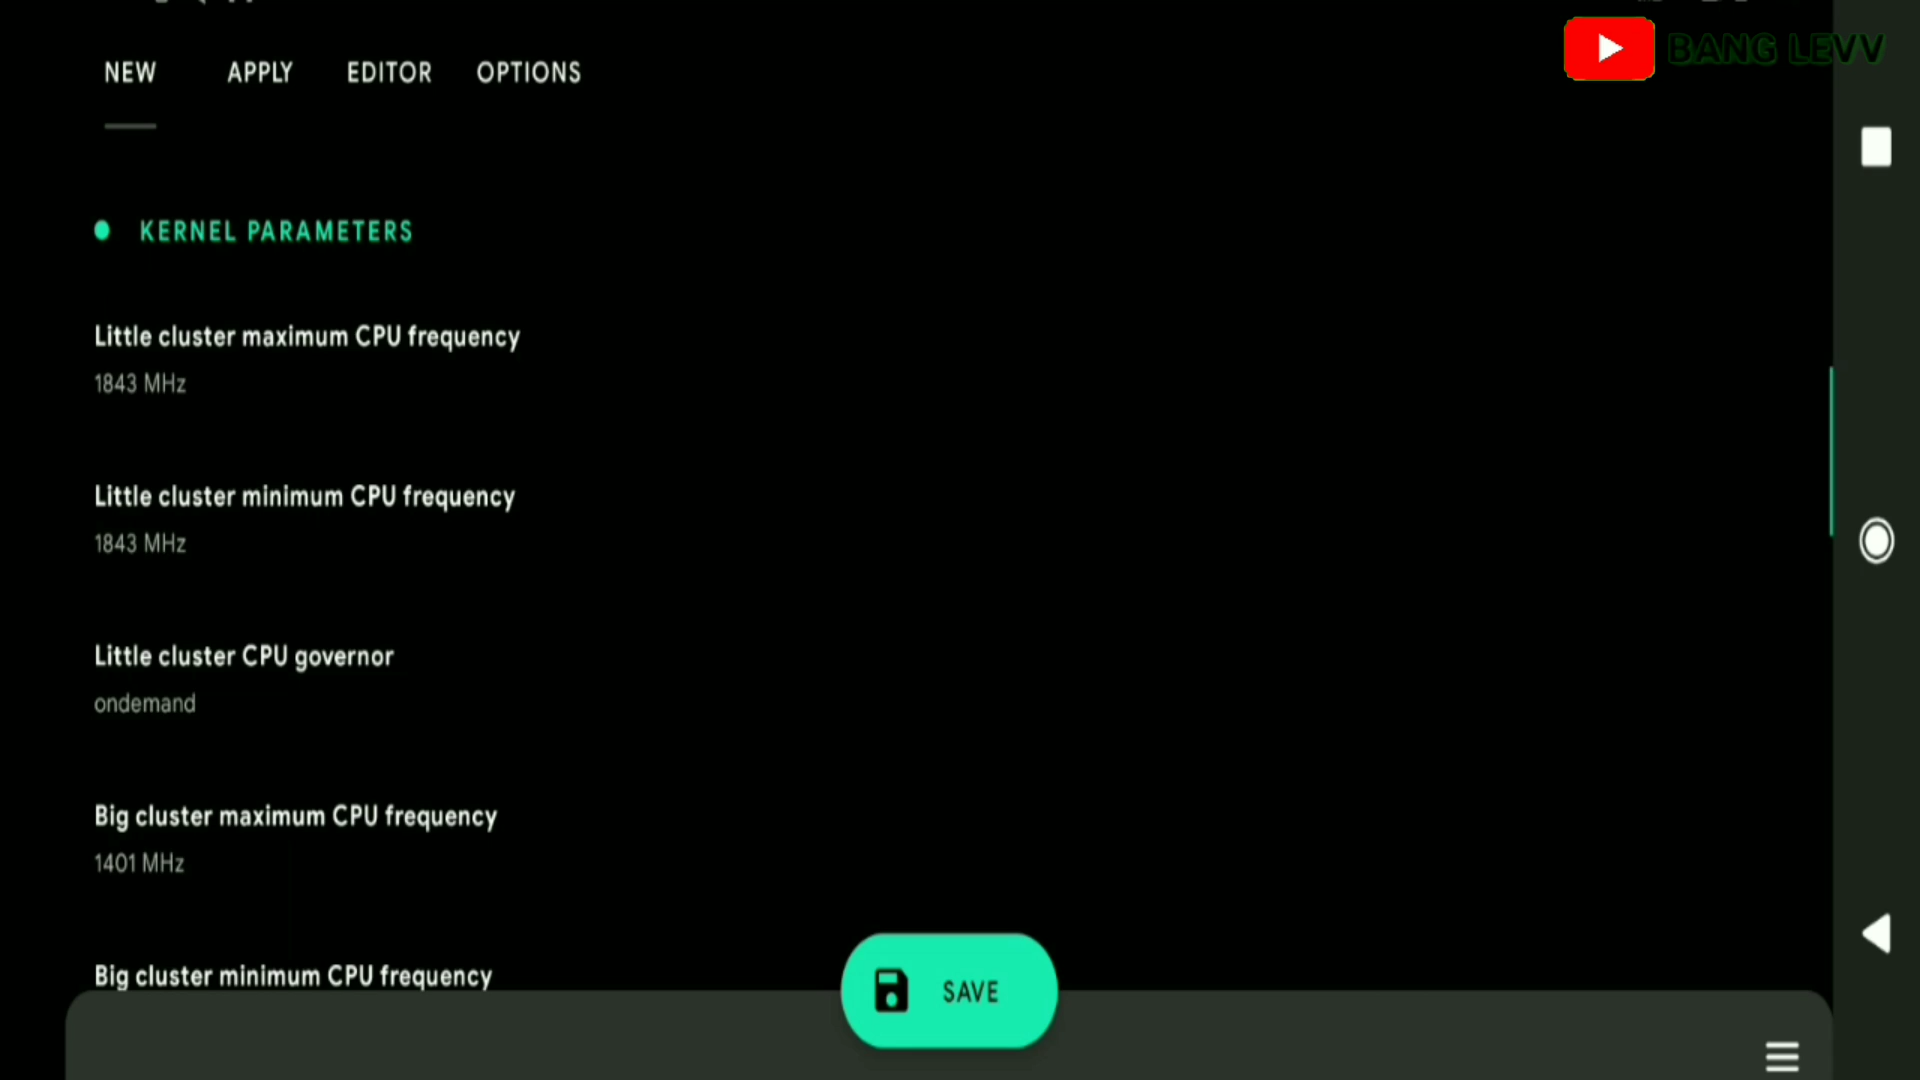 NEW APPLY EDITOR OPTIONS
BANG LEVV
KERNEL PARAMETERS
Little cluster maximum CPU frequency
1843 MHz
Little cluster minimum CPU frequency
1843 MHz
Little cluster CPU governor
ondemand
Big cluster maximum CPU frequency
1401 MHz
Big cluster minimum CPU frequency
SAVE